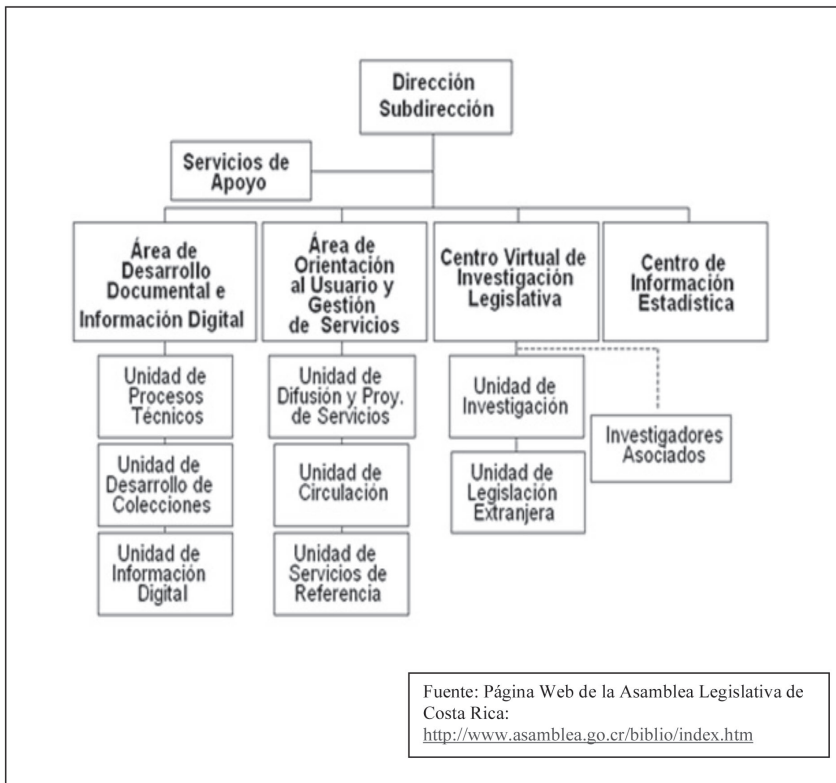 Dirección
Subdirección
Servicios de
Apoyo
Área de
Desarrollo
Documental e
Información Digital
Área de
Orientación
al Usuario y
Gestión
de Servicios
Centro Virtual de
Investigación
Legislativa
Centro de
Información
Estadística
Unidad de
Procesos
Técnicos
Unidad de
Desarrollo de
Colecciones
Unidad de
Información
Digital
Unidad de
Difusión y Proy.
de Servicios
Unidad de
Circulación
Unidad de
Servicios de
Referencia
Unidad de
Investigación
Unidad de
Legislación
Extranjera
Investigadores
Asociados
Fuente: Página Web de la Asamblea Legislativa de
Costa Rica:
http://www.asamblea.go.cr/biblio/index.htm